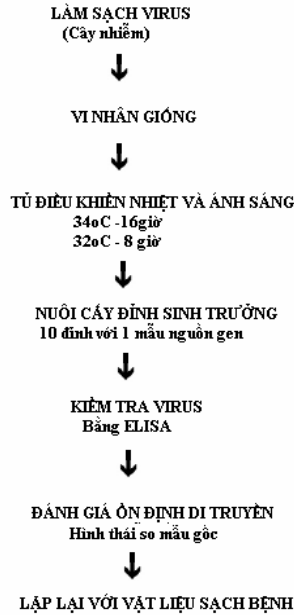 LÀM SẠCH VIRUS
(Cây nhiễm)
VI NHÂN GIỐNG
TỦ ĐIỀU KHIỂN NHIỆT VÀ ÁNH SÁNG
34oC -16giờ
32oC - 8 giờ
NUÔI CẤY ĐỈNH SINH TRƯỞNG
10 đỉnh với 1 mẫu nguồn gen
KIỂM TRA VIRUS
Bằng ELISA
ĐÁNH GIÁ ỔN ĐỊNH DI TRUYỀN
Hình thái so mẫu gốc
LẶP LẠI VỚI VẬT LIỆU SẠCH BỆNH